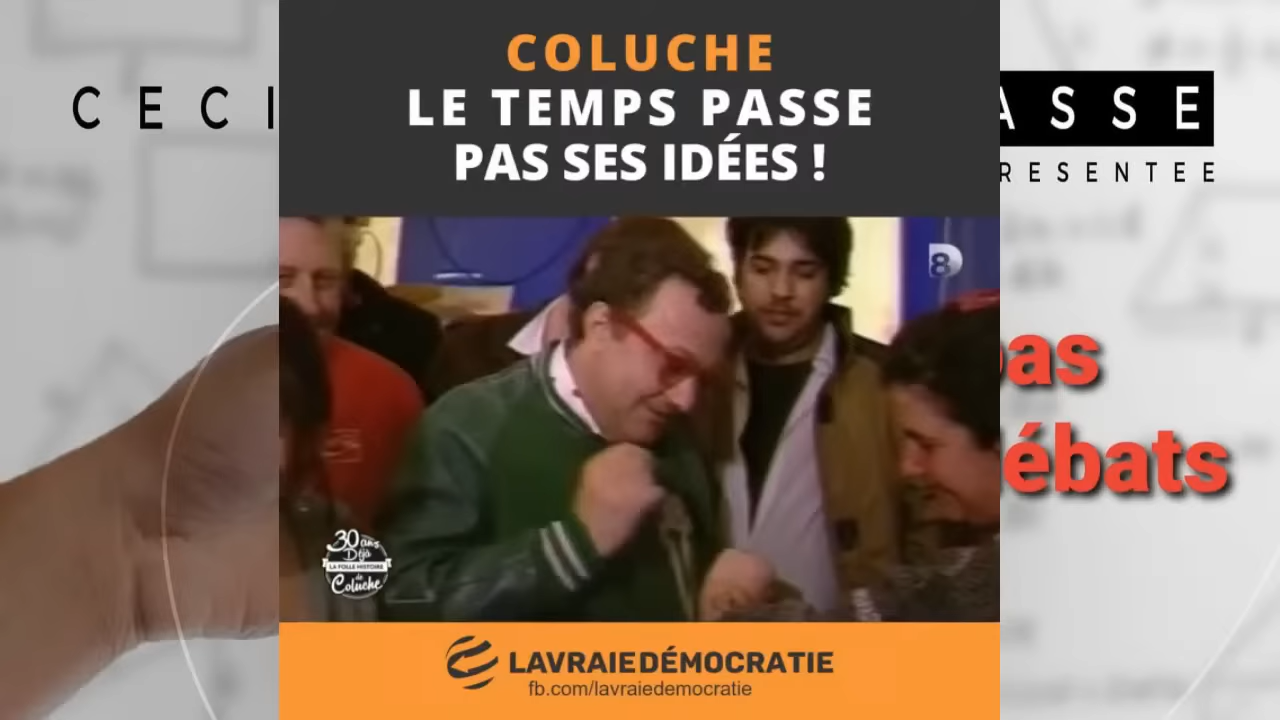 COLUCHE
LE TEMPS PASSE
PAS SES IDÉES !
CECI
ASSE
RESENTEE
8
pas
ébats
30 ans
Déjà
LA FOLLE HISTOIRE
de
Coluche
LAVRAIEDÉMOCRATIE
fb.com/lavraiedemocratie